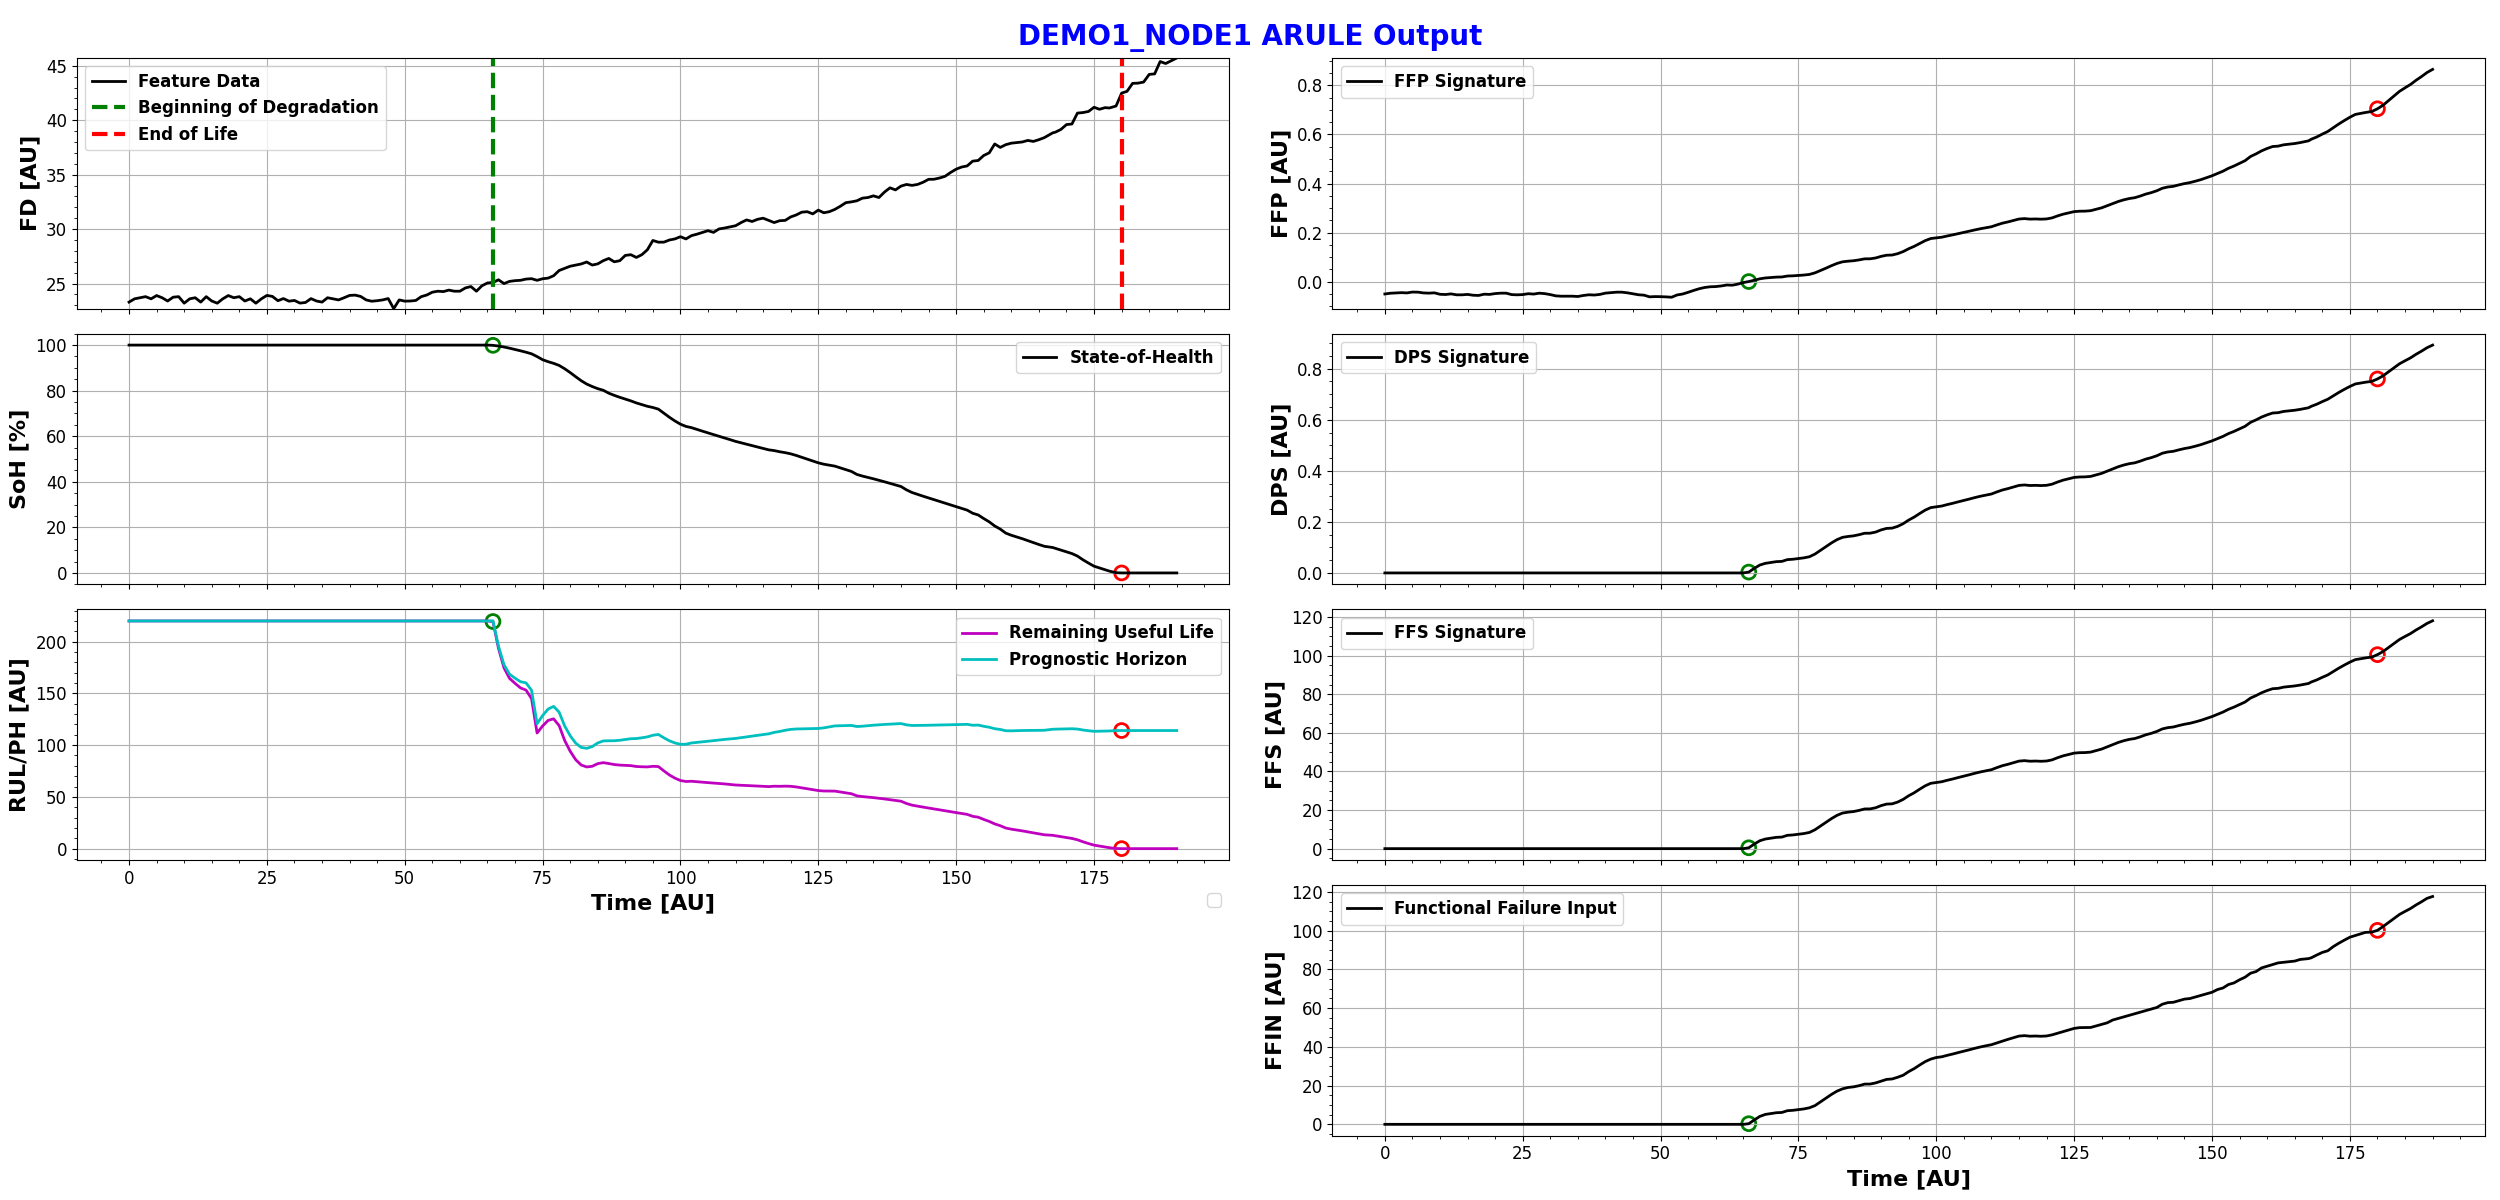 DEMO1_NODE1 ARULE Output
FD [AU]
45
40
35
30
25
Feature Data
Beginning of Degradation
End of Life
SoH [%]
100
80
60
40
20
0
State-of-Health
RUL/PH [AU]
200
150
100
50
0
Remaining Useful Life
Prognostic Horizon
0 25 50 75 100 125 150 175
Time [AU]
FFP [AU]
0.8
0.6
0.4
0.2
0.0
FFP Signature
DPS [AU]
0.8
0.6
0.4
0.2
0.0
DPS Signature
FFS [AU]
120
100
80
60
40
20
0
FFS Signature
FFIN [AU]
120
100
80
60
40
20
0
Functional Failure Input
0 25 50 75 100 125 150 175
Time [AU]